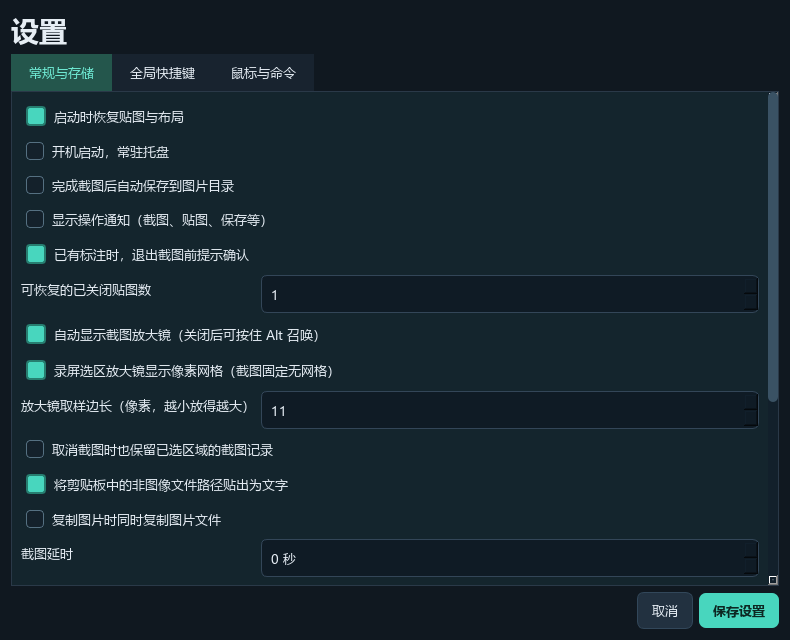 设置
常规与存储 全局快捷键 鼠标与命令
启动时恢复贴图与布局
开机启动，常驻托盘
完成截图后自动保存到图片目录
显示操作通知（截图、贴图、保存等）
已有标注时，退出截图前提示确认
可恢复的已关闭贴图数 1
自动显示截图放大镜（关闭后可按住 Alt 召唤）
录屏选区放大镜显示像素网格（截图固定无网格）
放大镜取样边长（像素，越小放得越大） 11
取消截图时也保留已选区域的截图记录
将剪贴板中的非图像文件路径贴出为文字
复制图片时同时复制图片文件
截图延时 0 秒
取消 保存设置